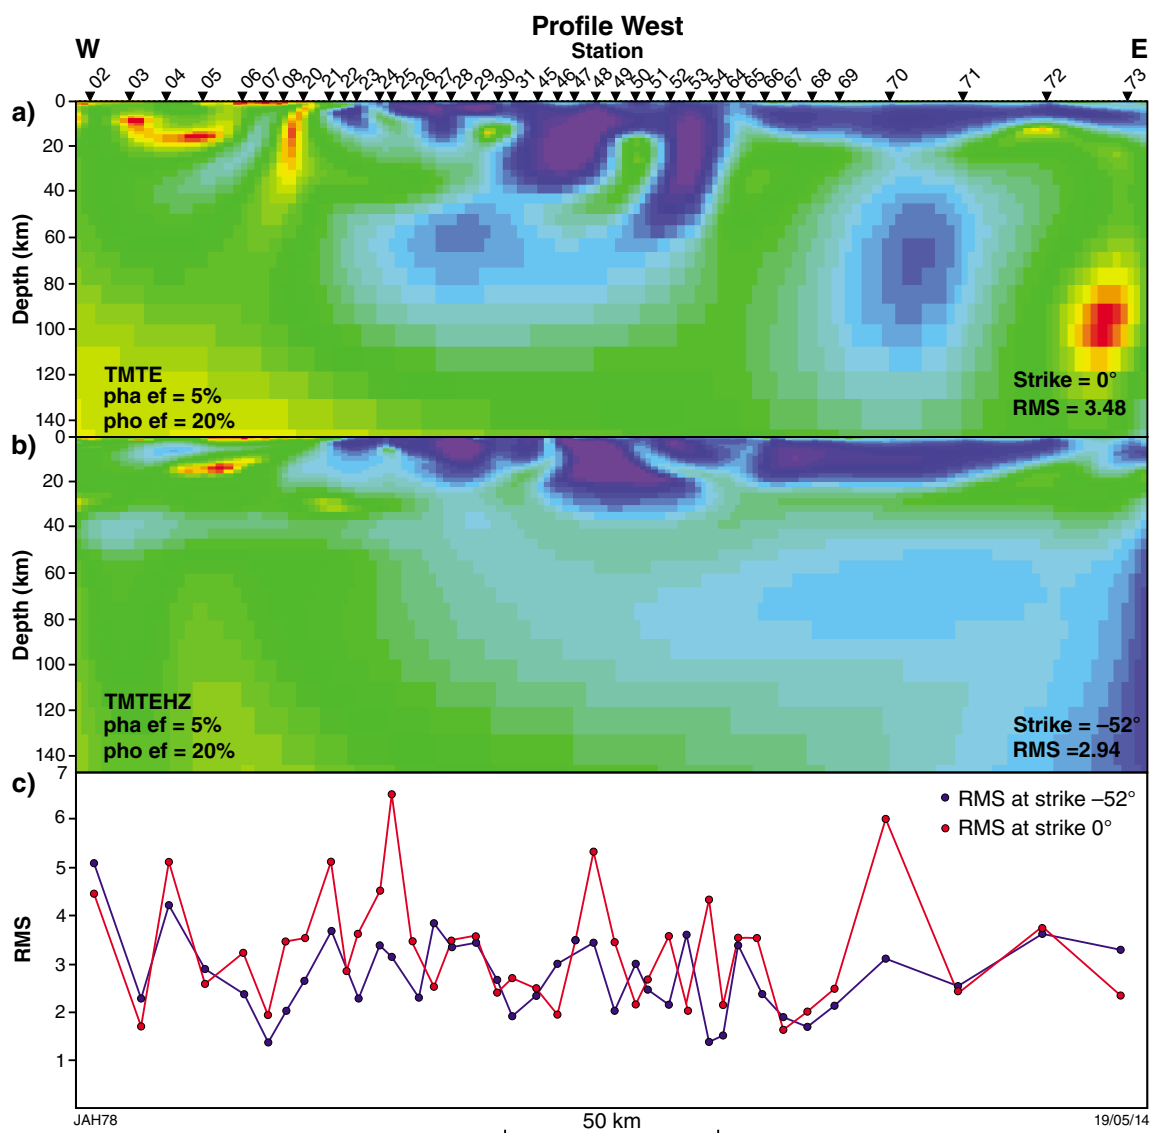 Profile West
W
Station
E
02 03 04 05 06 07 08 20 21 22 23 24 25 26 27 28 29 30 31 45 46 47 48 49 50 51 52 53 54 64 65 66 67 68 69 70 71 72 73
a)
Depth (km)
0
20
40
60
80
100
120
140
TMTE
pha ef = 5%
pho ef = 20%
Strike = 0°
RMS = 3.48
b)
Depth (km)
0
20
40
60
80
100
120
140
TMTEHZ
pha ef = 5%
pho ef = 20%
Strike = –52°
RMS =2.94
c)
RMS
7
6
5
4
3
2
1
RMS at strike –52°
RMS at strike 0°
JAH78
50 km
19/05/14